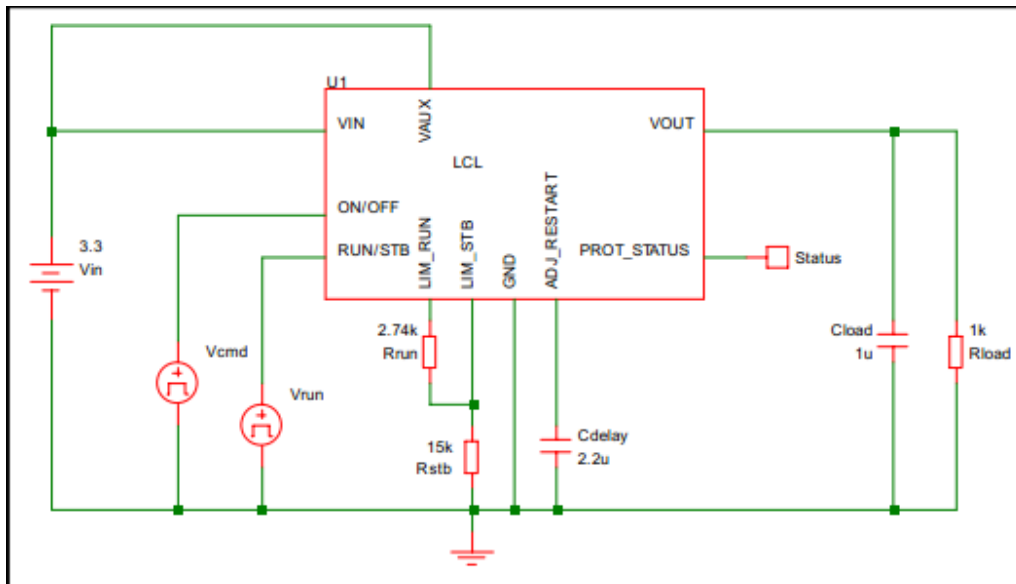 U1
VIN
VAUX
VOUT
LCL
ON/OFF
RUN/STB
LIM_RUN
LIM_STB
GND
ADJ_RESTART
PROT_STATUS
Status
3.3
Vin
2.74k
Rrun
Cload
1u
1k
Rload
Vcmd
Vrun
15k
Rstb
Cdelay
2.2u